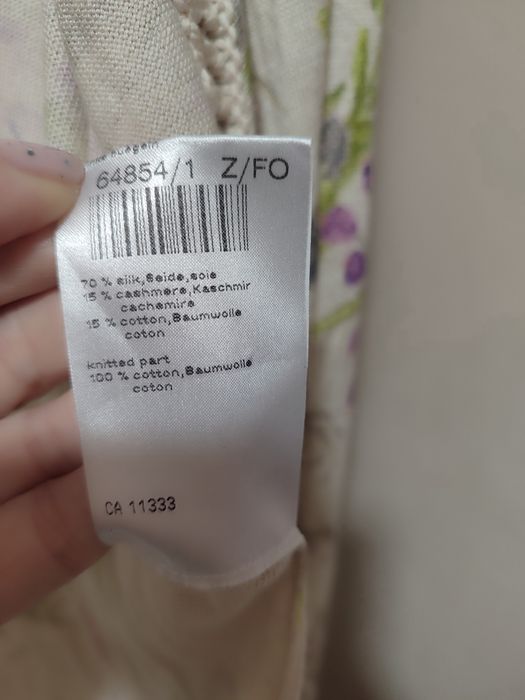 64854/1 Z/FO
70 % silk,Seide,soie
15 % cashmere,Kaschmir
cachemire
15 % cotton,Baumwolle
coton
knitted part
100 % cotton,Baumwolle
coton
CA 11333